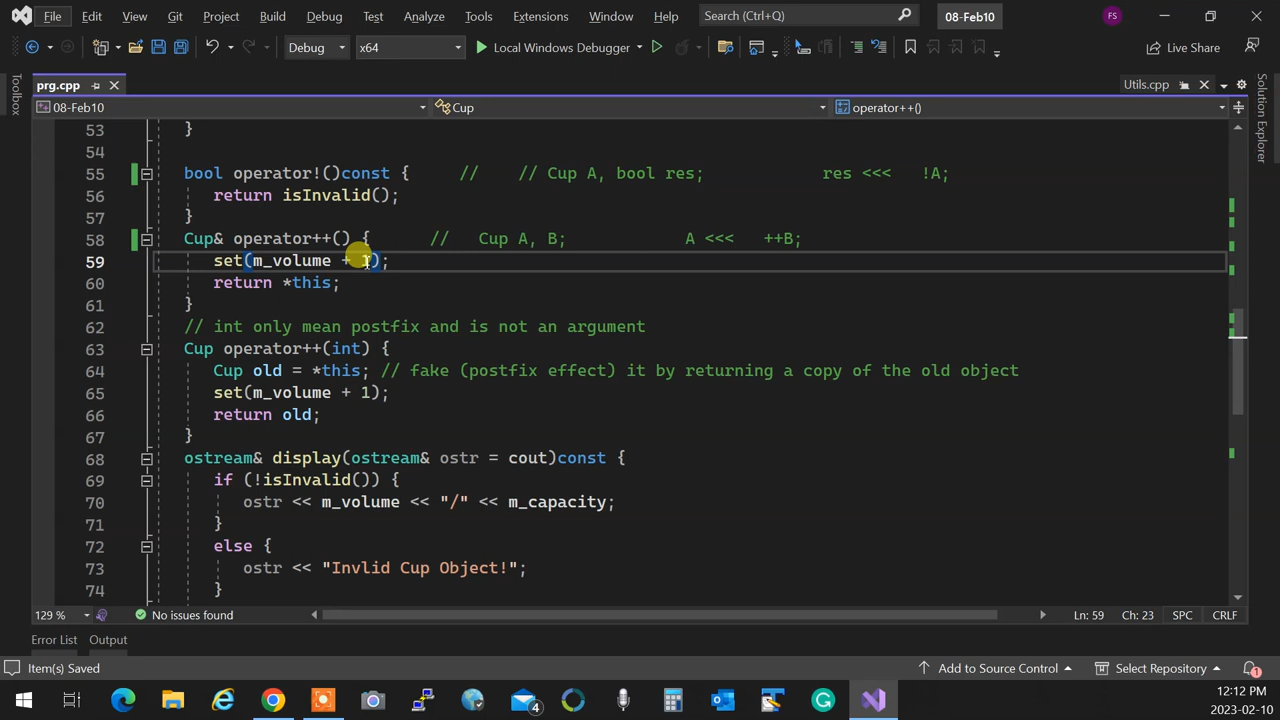 File Edit View Git Project Build Debug Test Analyze Tools Extensions Window Help Search (Ctrl+Q) 08-Feb10 FS
Debug x64 Local Windows Debugger Live Share
prg.cpp Utils.cpp
Toolbox
Solution Explorer
08-Feb10 Cup operator++()
53 }
54
55 bool operator!()const { // // Cup A, bool res; res <<< !A;
56 return isInvalid();
57 }
58 Cup& operator++() { // Cup A, B; A <<< ++B;
59 set(m_volume + 1);
60 return *this;
61 }
62 // int only mean postfix and is not an argument
63 Cup operator++(int) {
64 Cup old = *this; // fake (postfix effect) it by returning a copy of the old object
65 set(m_volume + 1);
66 return old;
67 }
68 ostream& display(ostream& ostr = cout)const {
69 if (!isInvalid()) {
70 ostr << m_volume << "/" << m_capacity;
71 }
72 else {
73 ostr << "Invlid Cup Object!";
74 }
129 % No issues found Ln: 59 Ch: 23 SPC CRLF
Error List Output
Item(s) Saved Add to Source Control Select Repository 1
4
12:12 PM
2023-02-10